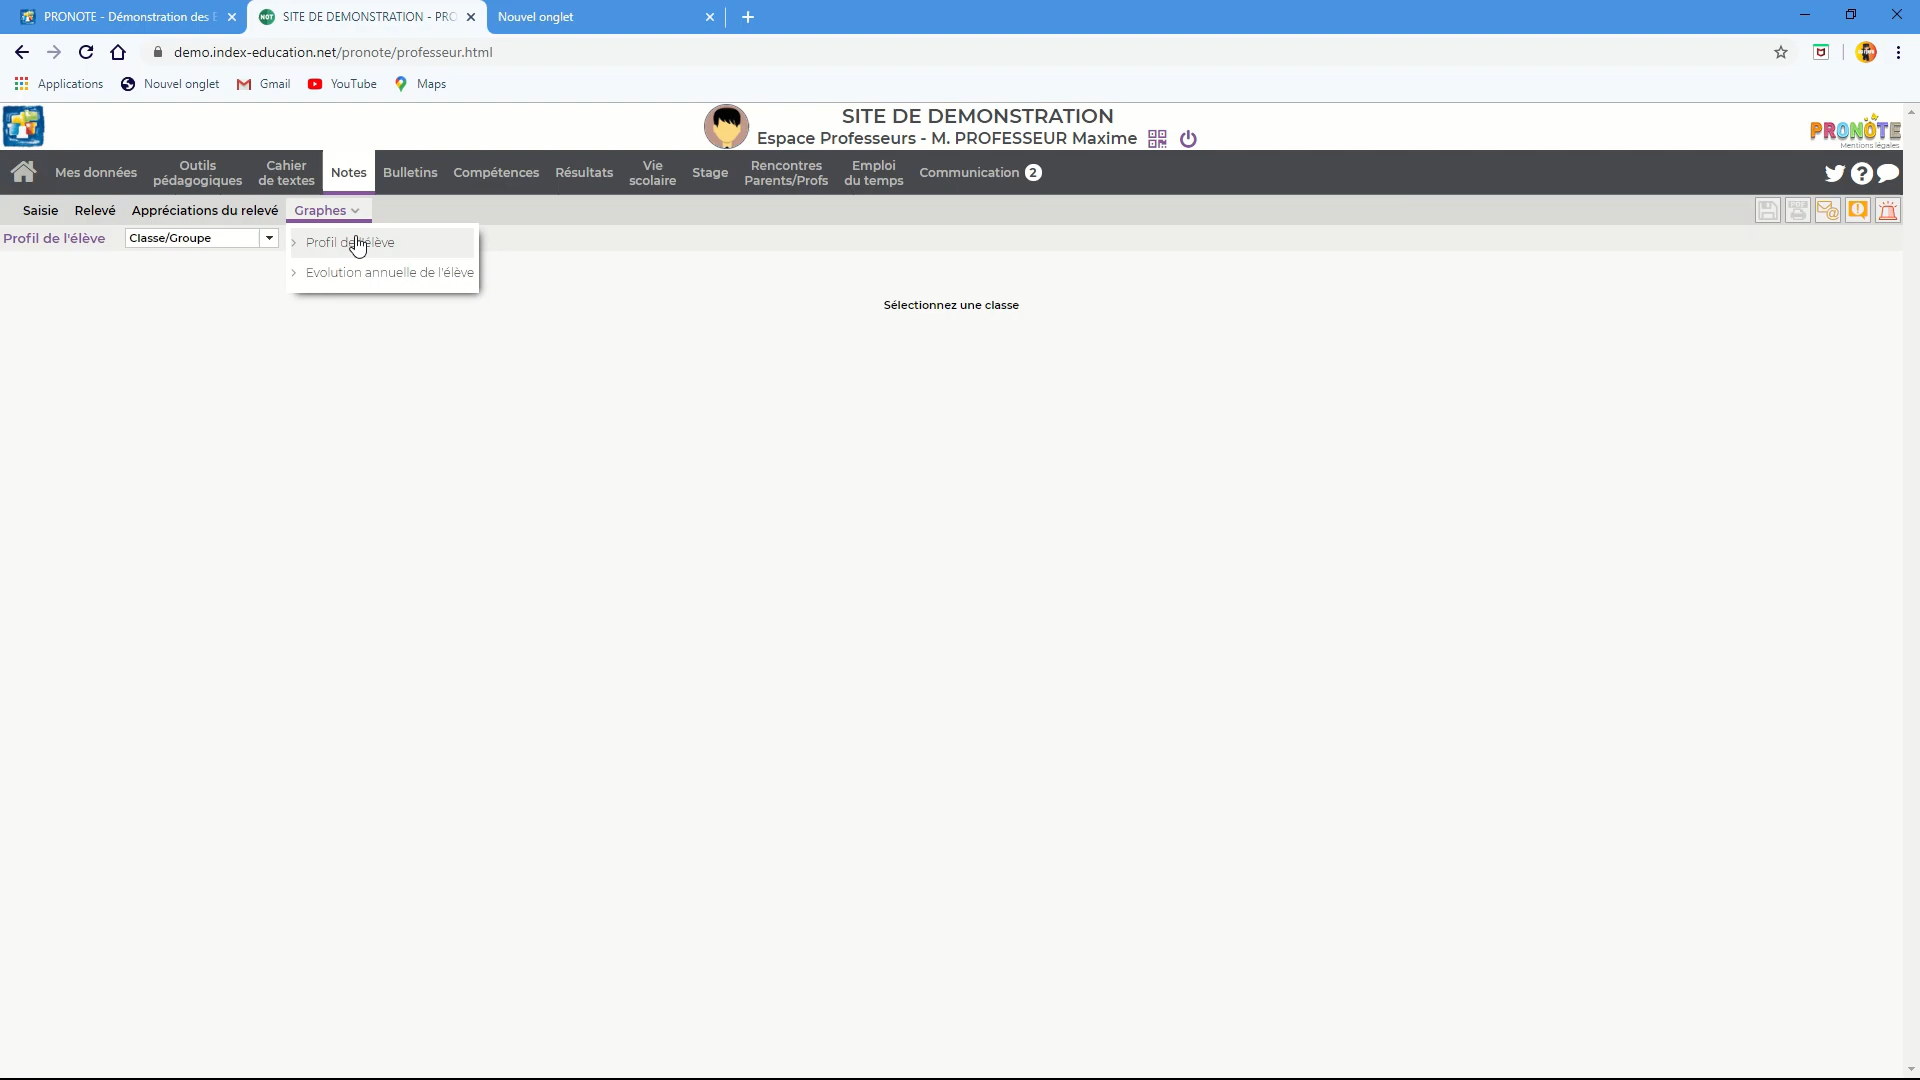 PRONOTE - Démonstration des E
SITE DE DEMONSTRATION - PRO
Nouvel onglet
demo.index-education.net/pronote/professeur.html
Applications
Nouvel onglet
Gmail
YouTube
Maps
SITE DE DEMONSTRATION
Espace Professeurs - M. PROFESSEUR Maxime
PRONOTE
Mentions légales
Mes données
Outils
pédagogiques
Cahier
de textes
Notes
Bulletins
Compétences
Résultats
Vie
scolaire
Stage
Rencontres
Parents/Profs
Emploi
du temps
Communication 2
Saisie
Relevé
Appréciations du relevé
Graphes
Profil de l'élève
Classe/Groupe
Profil de l'élève
Evolution annuelle de l'élève
Sélectionnez une classe